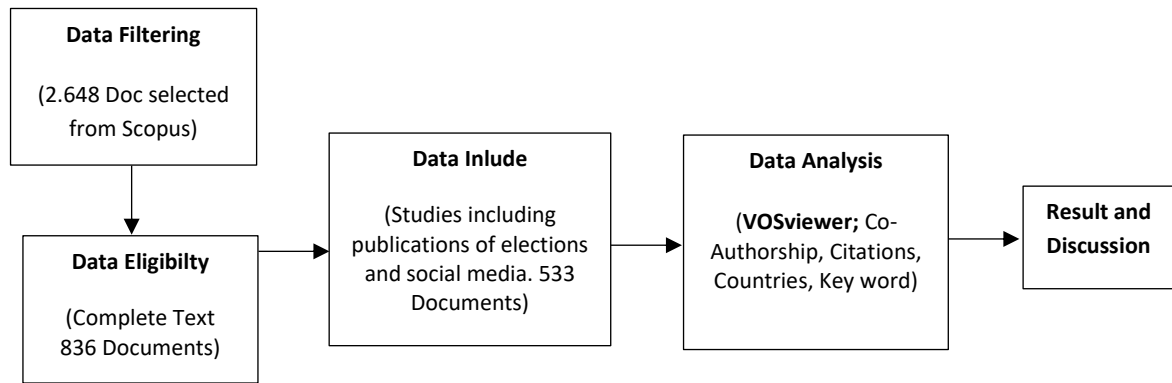 Data Filtering
(2.648 Doc selected
from Scopus)
Data Eligibilty
(Complete Text
836 Documents)
Data Inlude
(Studies including
publications of elections
and social media. 533
Documents)
Data Analysis
(VOSviewer; Co-
Authorship, Citations,
Countries, Key word)
Result and
Discussion